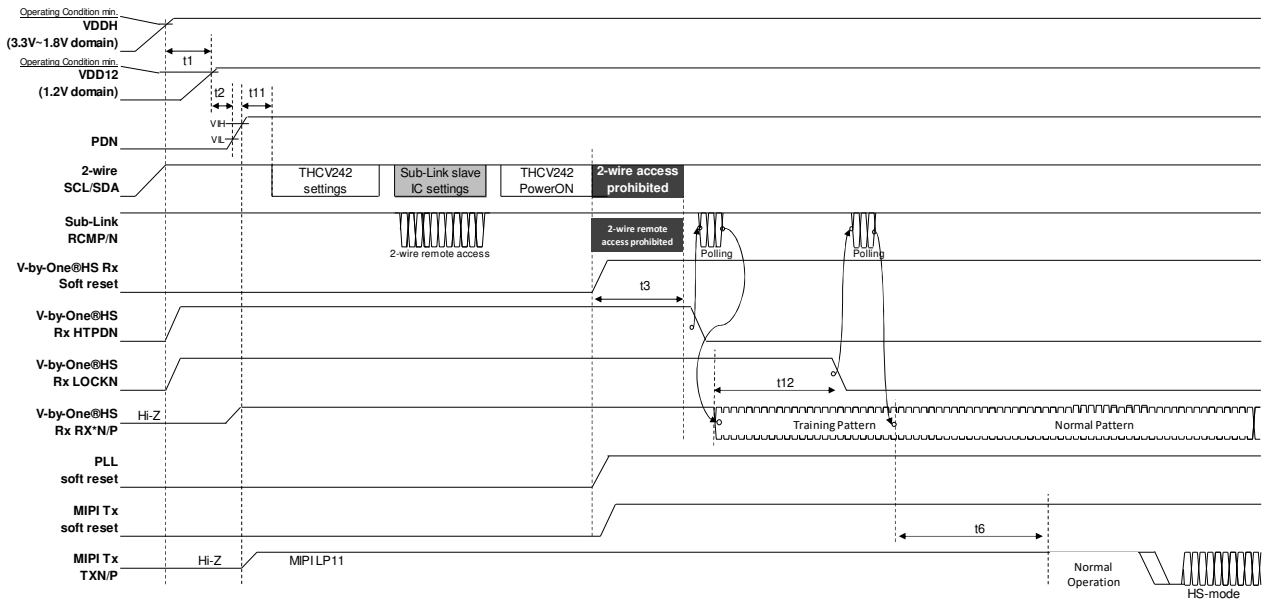 Operating Condition min.
VDDH
(3.3V~1.8V domain)
t1
Operating Condition min.
VDD12
(1.2V domain)
t2
t11
VIH
VIL
PDN
2-wire
SCL/SDA
THCV242
settings
Sub-Link slave
IC settings
THCV242
PowerON
2-wire access
prohibited
Sub-Link
RCMP/N
2-wire remote access
2-wire remote
access prohibited
Polling
Polling
V-by-One®HS Rx
Soft reset
t3
V-by-One®HS
Rx HTPDN
V-by-One®HS
Rx LOCKN
t12
V-by-One®HS
Rx RX*N/P
Hi-Z
Training Pattern
Normal Pattern
PLL
soft reset
MIPI Tx
soft reset
t6
MIPI Tx
TXN/P
Hi-Z
MIPI LP11
Normal
Operation
HS-mode